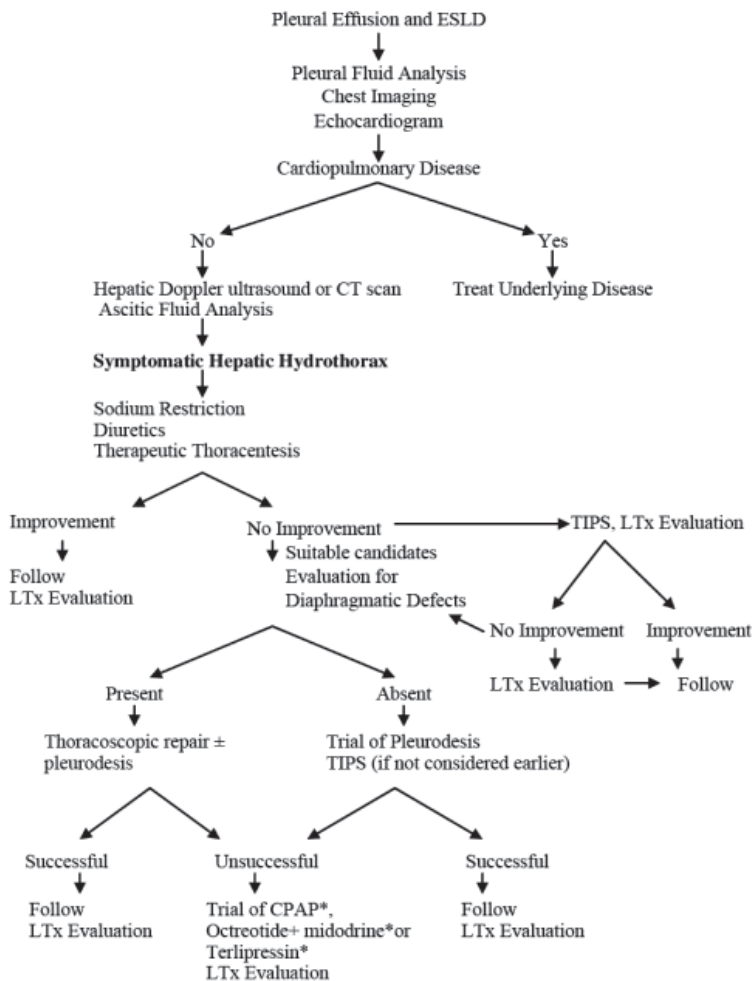 Pleural Effusion and ESLD
Pleural Fluid Analysis
Chest Imaging
Echocardiogram
Cardiopulmonary Disease
No
Yes
Hepatic Doppler ultrasound or CT scan
Ascitic Fluid Analysis
Treat Underlying Disease
Symptomatic Hepatic Hydrothorax
Sodium Restriction
Diuretics
Therapeutic Thoracentesis
Improvement
Follow
LTx Evaluation
No Improvement
Suitable candidates
Evaluation for
Diaphragmatic Defects
TIPS, LTx Evaluation
No Improvement
Improvement
LTx Evaluation
Follow
Present
Absent
Thoracoscopic repair ±
pleurodesis
Trial of Pleurodesis
TIPS (if not considered earlier)
Successful
Unsuccessful
Successful
Follow
LTx Evaluation
Trial of CPAP*,
Octreotide+ midodrine*or
Terlipressin*
LTx Evaluation
Follow
LTx Evaluation